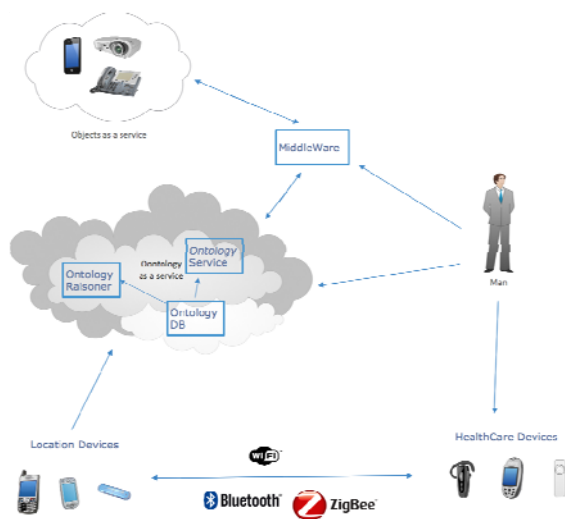 Objects as a service
MiddleWare
Ontology
Service
Oontology
as a service
Ontology
Raisoner
Ontology
DB
Man
Location Devices
HealthCare Devices
WiFi
Bluetooth
ZigBee